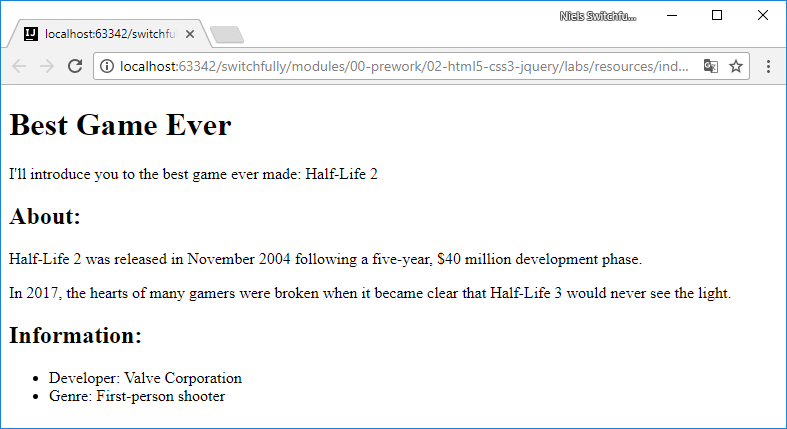 Niels Switchfu...
IJ
localhost:63342/switchfu
localhost:63342/switchfully/modules/00-prework/02-html5-css3-jquery/labs/resources/ind...
Best Game Ever
I'll introduce you to the best game ever made: Half-Life 2
About:
Half-Life 2 was released in November 2004 following a five-year, $40 million development phase.
In 2017, the hearts of many gamers were broken when it became clear that Half-Life 3 would never see the light.
Information:
• Developer: Valve Corporation
• Genre: First-person shooter